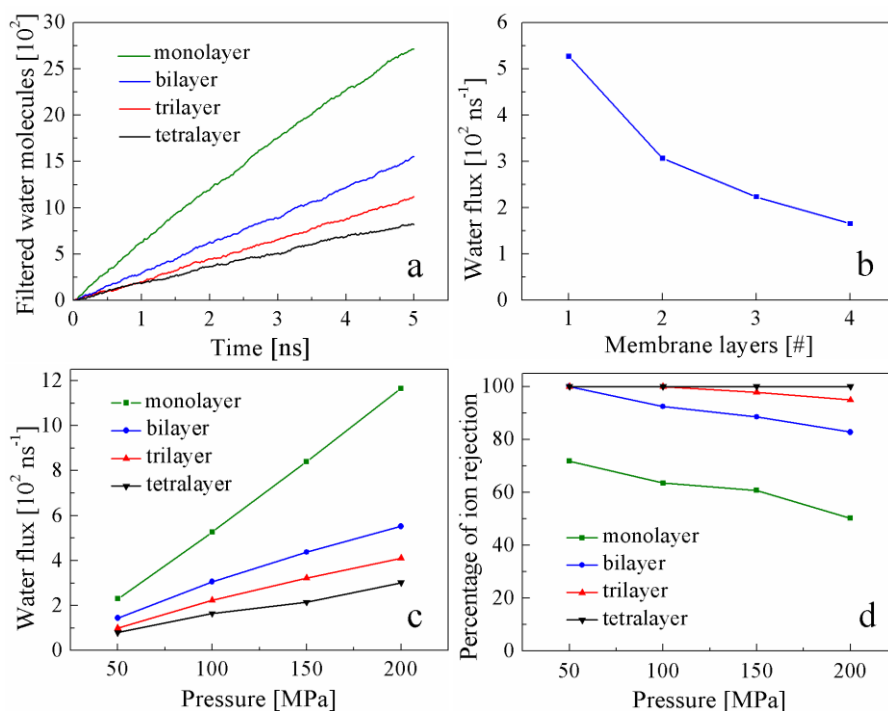 Filtered water molecules [10²]
30
25
20
15
10
5
0
monolayer
bilayer
trilayer
tetralayer
a
0 1 2 3 4 5
Time [ns]
Water flux [10² ns⁻¹]
6
5
4
3
2
1
0
b
1 2 3 4
Membrane layers [#]
Water flux [10² ns⁻¹]
12
10
8
6
4
2
0
monolayer
bilayer
trilayer
tetralayer
c
50 100 150 200
Pressure [MPa]
Percentage of ion rejection
100
80
60
40
20
0
monolayer
bilayer
trilayer
tetralayer
d
50 100 150 200
Pressure [MPa]